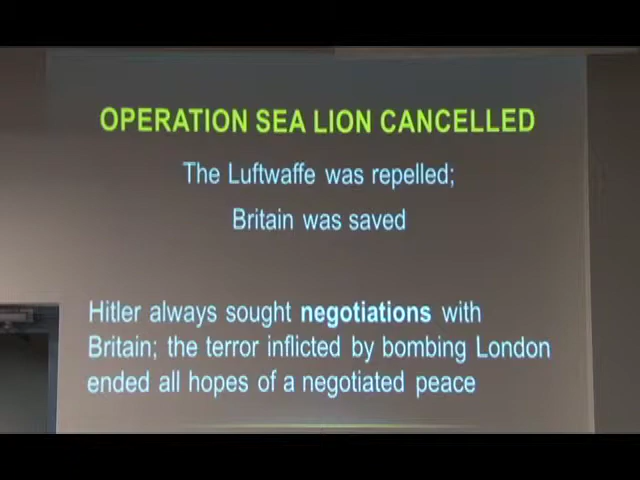 OPERATION SEA LION CANCELLED
The Luftwaffe was repelled;
Britain was saved
Hitler always sought negotiations with
Britain; the terror inflicted by bombing London
ended all hopes of a negotiated peace